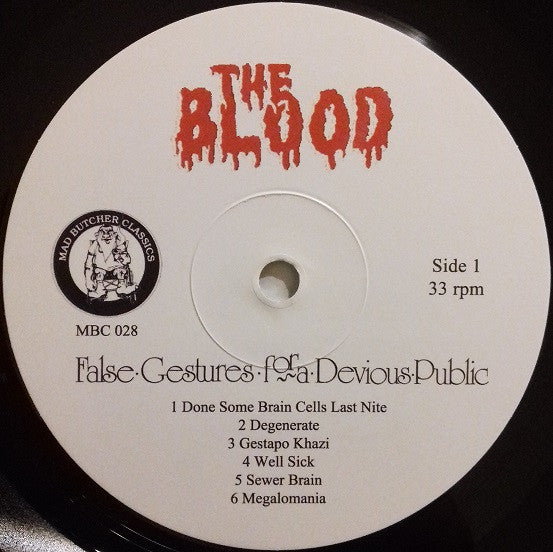 THE
BLOOD
MAD BUTCHER CLASSICS
Side 1
33 rpm
MBC 028
False·Gestures·for·a·Devious·Public
1 Done Some Brain Cells Last Nite
2 Degenerate
3 Gestapo Khazi
4 Well Sick
5 Sewer Brain
6 Megalomania